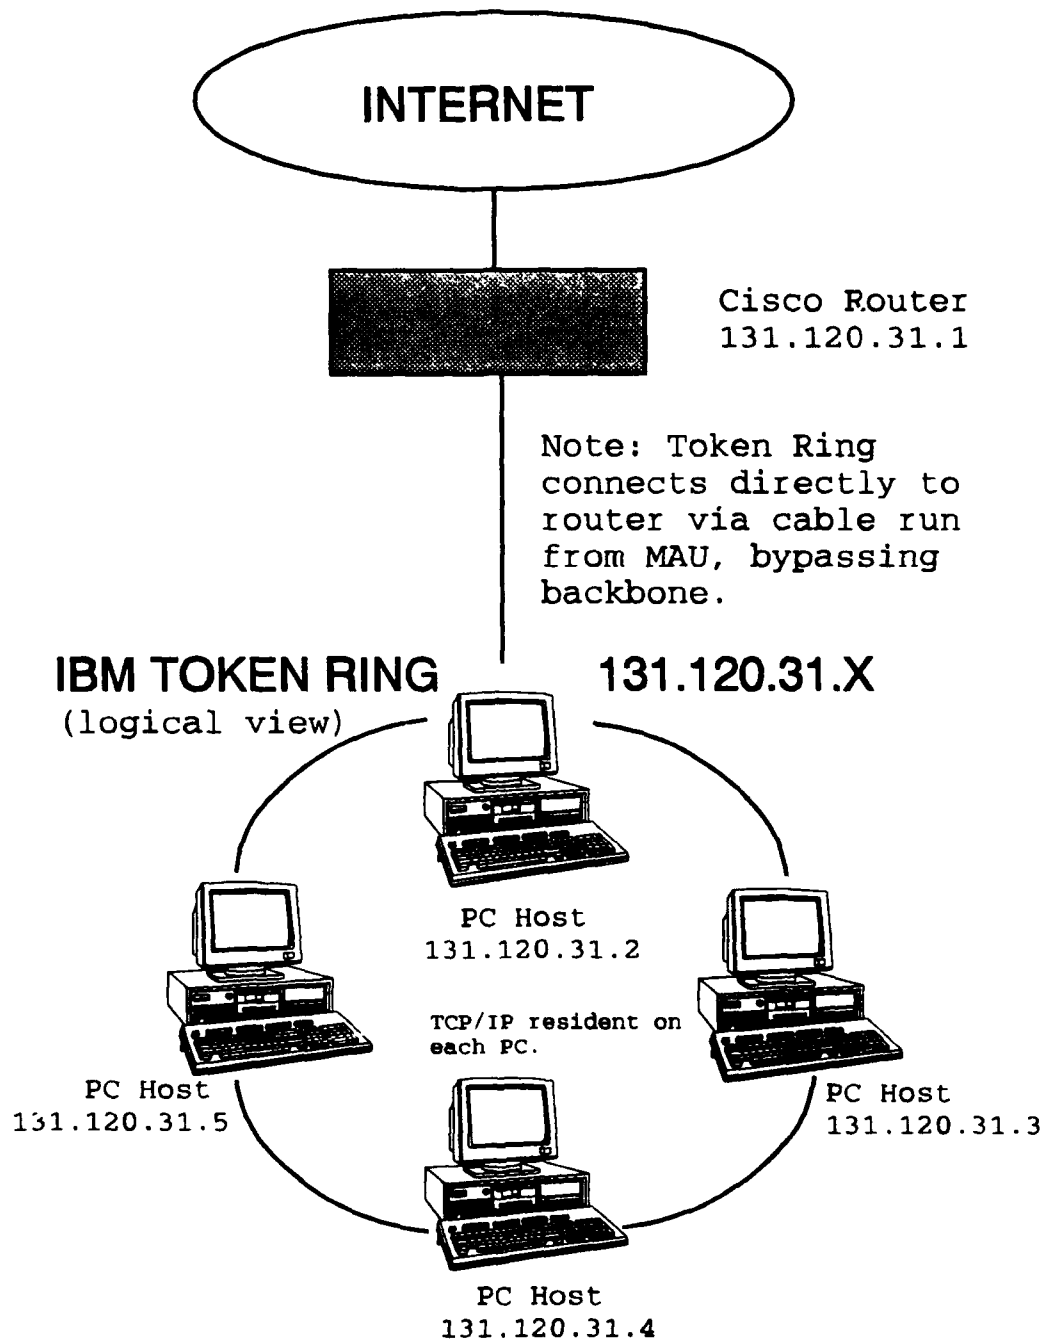 INTERNET
Cisco Router
131.120.31.1
Note: Token Ring
connects directly to
router via cable run
from MAU, bypassing
backbone.
IBM TOKEN RING 131.120.31.X
(logical view)
PC Host
131.120.31.2
TCP/IP resident on
each PC.
PC Host
131.120.31.5
PC Host
131.120.31.3
PC Host
131.120.31.4